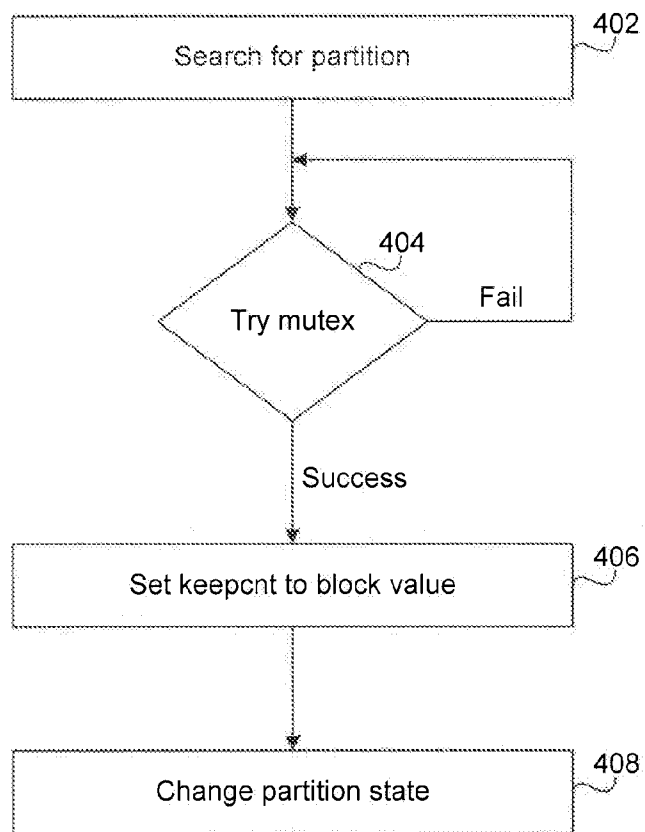 402
Search for partition
404
Try mutex
Fail
Success
Set keepcnt to block value
406
Change partition state
408